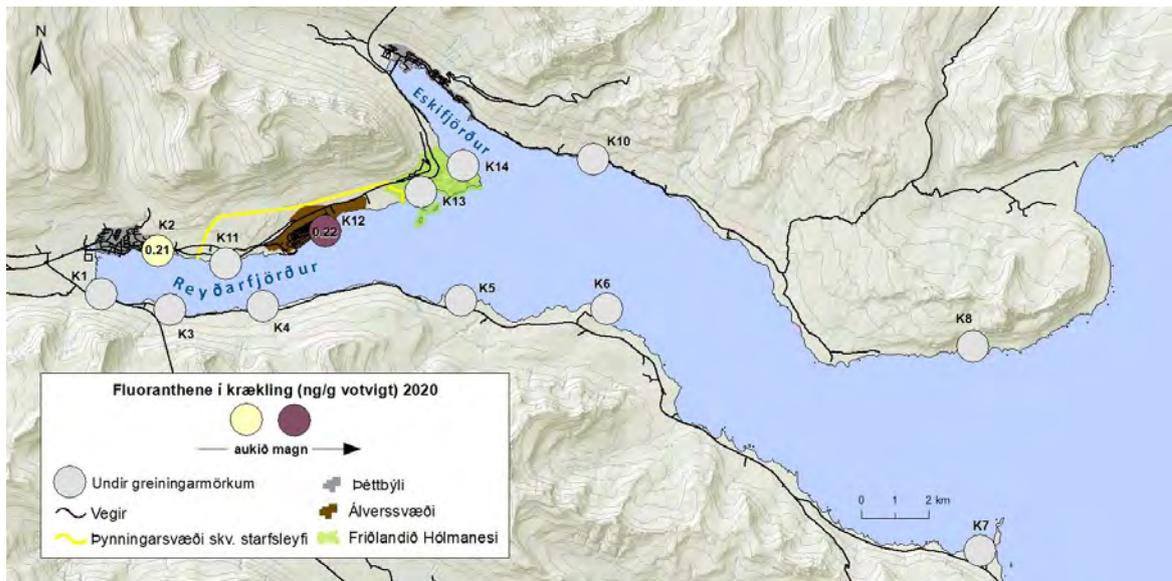 N
Eskifjörður
K10
K14
K13
K2
K11
K12
0.21
0.22
Reyðarfjörður
K1
K3
K4
K5
K6
K8
Fluoranthene í krækling (ng/g votvigt) 2020
aukið magn
Undir greiningarmörkum
Vegir
Þynningarsvæði skv. starfsleyfi
Þéttbýli
Álverssvæði
Friðlandið Hólmanesi
0 1 2 km
K7